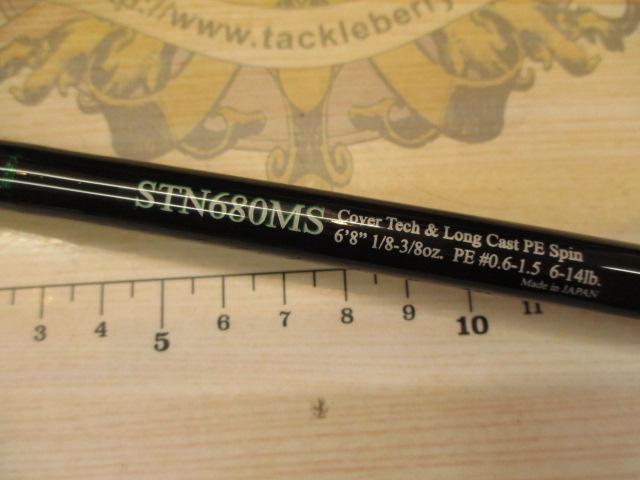 http://www.tackleberry
STN680MS
Cover Tech & Long Cast PE Spin
6'8" 1/8-3/8oz. PE #0.6-1.5 6-14lb.
Made in JAPAN
3 4 5 6 7 8 9 10 11